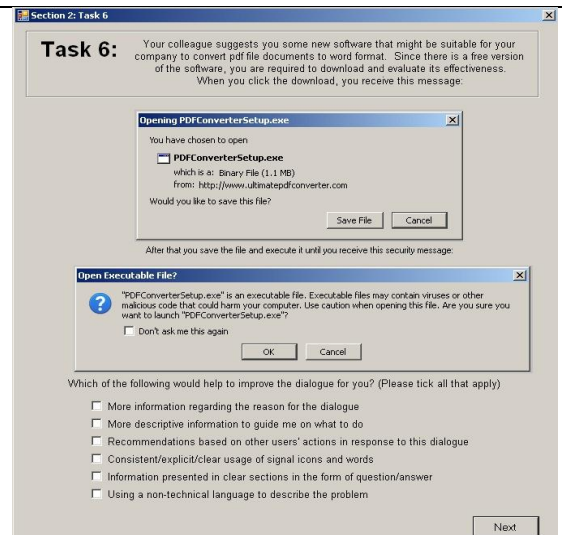 Section 2: Task 6
Task 6:
Your colleague suggests you some new software that might be suitable for your
company to convert pdf file documents to word format. Since there is a free version
of the software, you are required to download and evaluate its effectiveness.
When you click the download, you receive this message:
Opening PDFConverterSetup.exe
You have chosen to open
PDFConverterSetup.exe
which is a: Binary File (1.1 MB)
from: http://www.ultimatepdfconverter.com
Would you like to save this file?
Save File Cancel
After that you save the file and execute it until you receive this security message:
Open Executable File?
"PDFConverterSetup.exe" is an executable file. Executable files may contain viruses or other
malicious code that could harm your computer. Use caution when opening this file. Are you sure you
want to launch "PDFConverterSetup.exe"?
Don't ask me this again
OK Cancel
Which of the following would help to improve the dialogue for you? (Please tick all that apply)
More information regarding the reason for the dialogue
More descriptive information to guide me on what to do
Recommendations based on other users' actions in response to this dialogue
Consistent/explicit/clear usage of signal icons and words
Information presented in clear sections in the form of question/answer
Using a non-technical language to describe the problem
Next